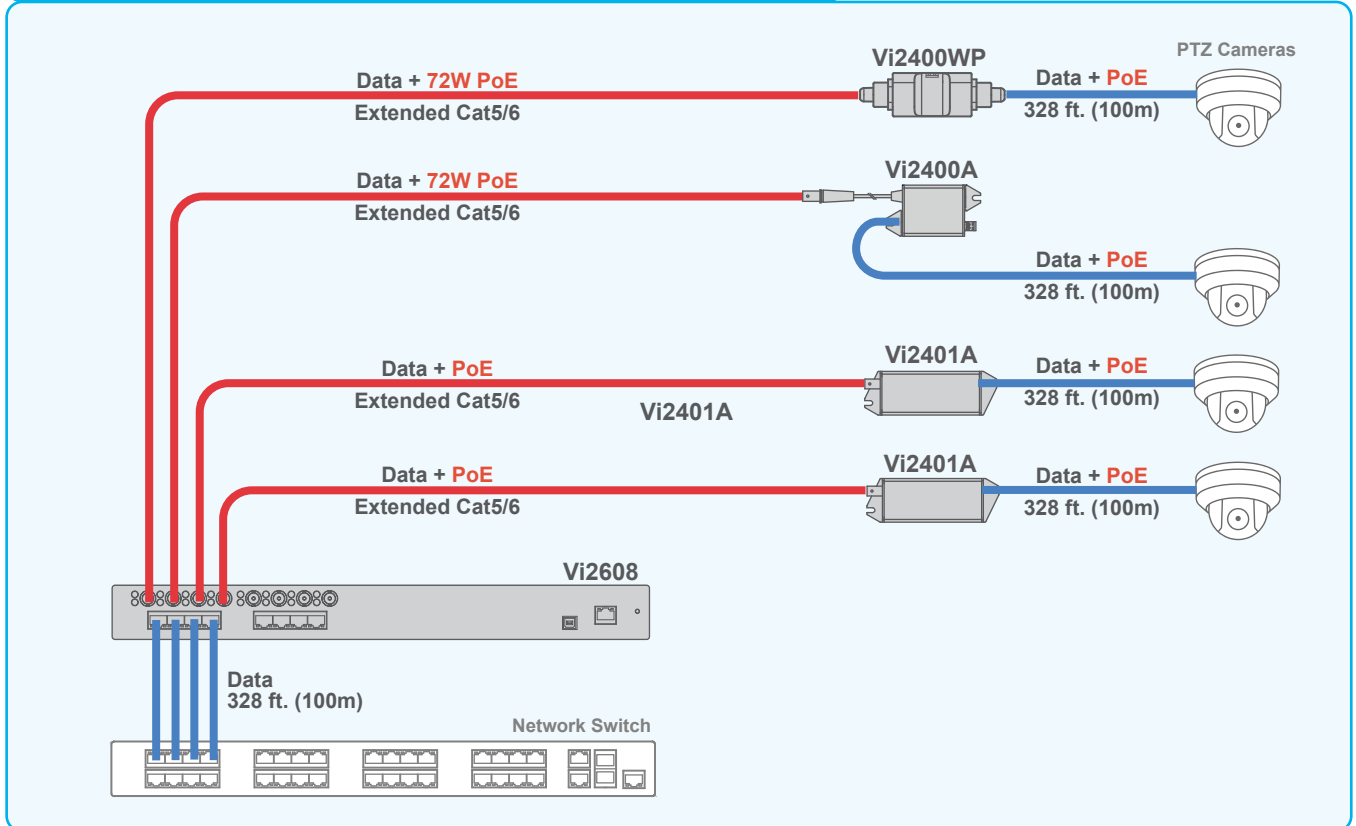 PTZ Cameras
Vi2400WP
Data + 72W PoE
Extended Cat5/6
Data + PoE
328 ft. (100m)
Vi2400A
Data + 72W PoE
Extended Cat5/6
Data + PoE
328 ft. (100m)
Vi2401A
Data + PoE
Extended Cat5/6
Vi2401A
Data + PoE
328 ft. (100m)
Vi2401A
Data + PoE
Extended Cat5/6
Data + PoE
328 ft. (100m)
Vi2608
Data
328 ft. (100m)
Network Switch